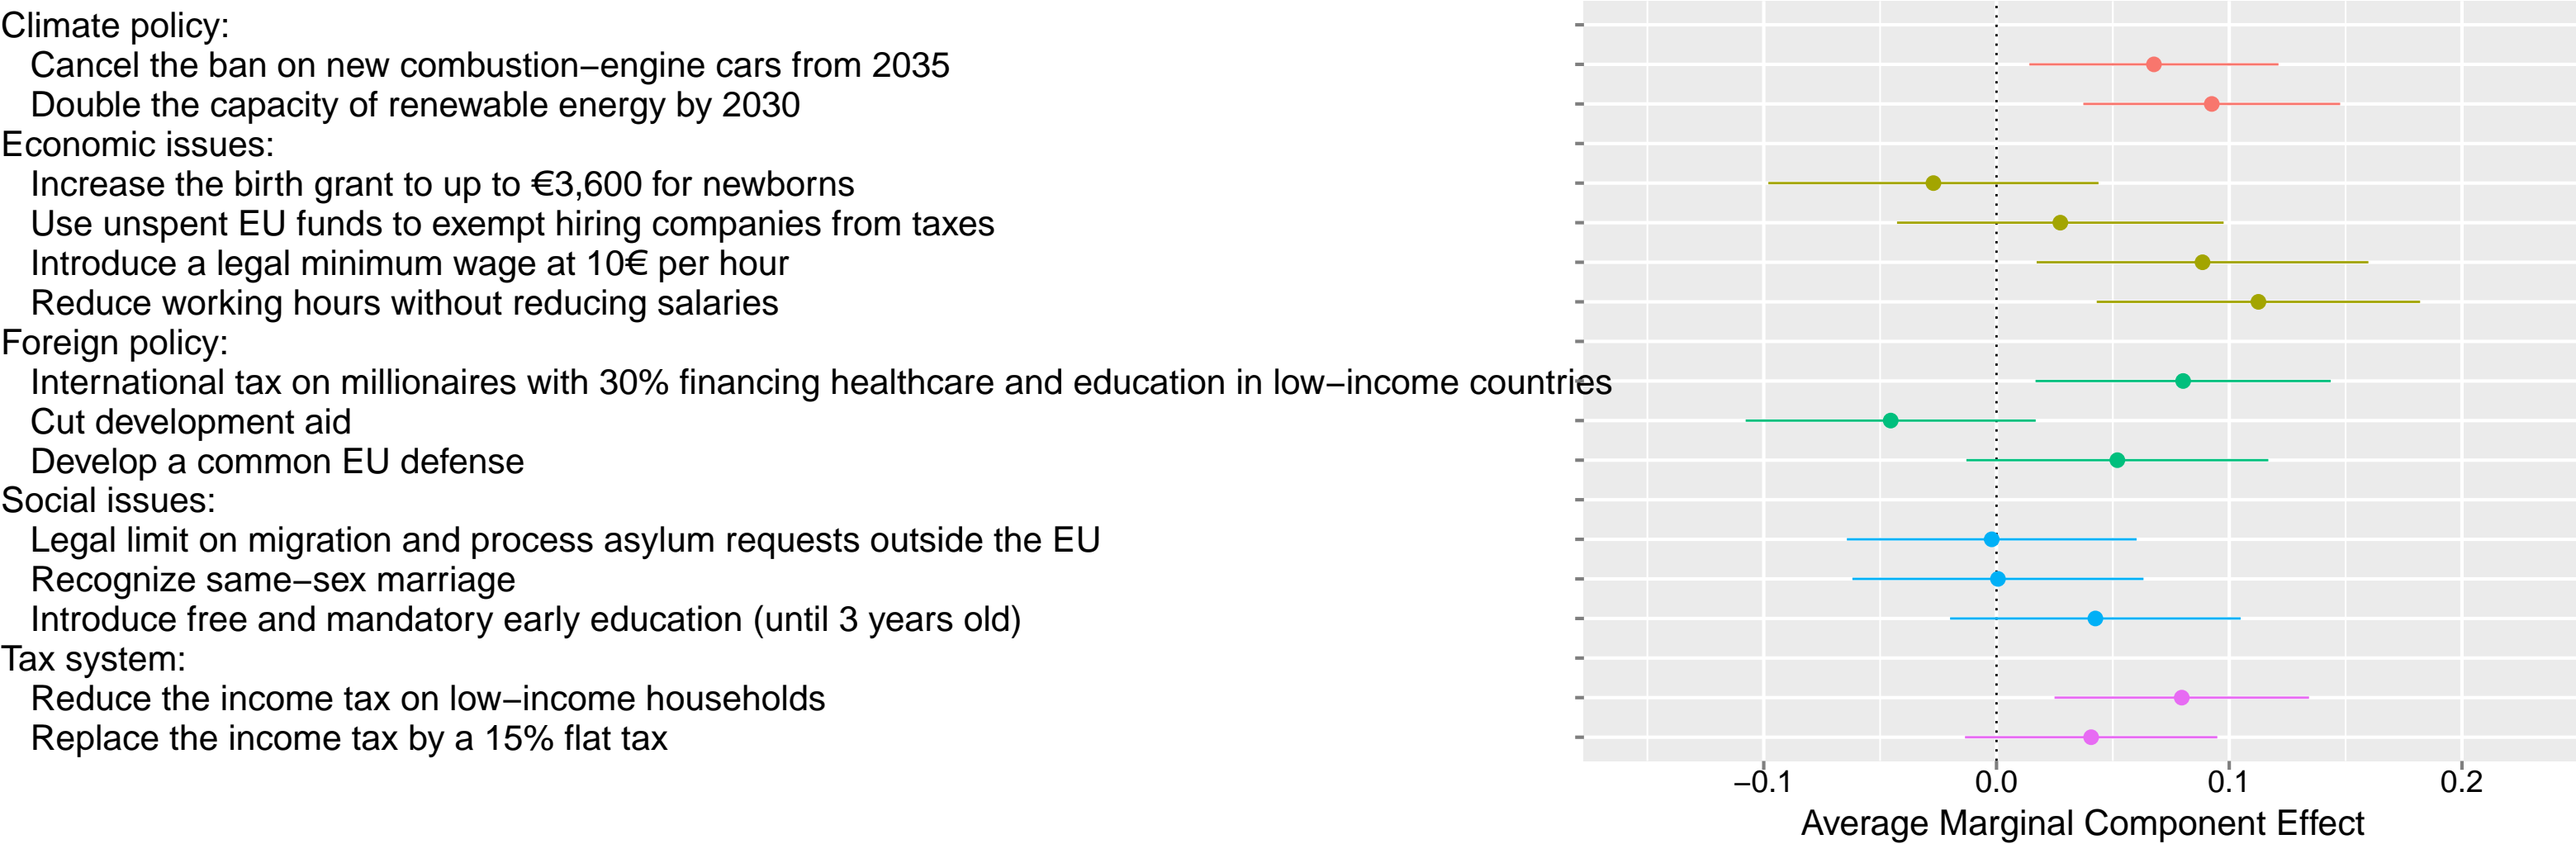 Climate policy:
Cancel the ban on new combustion−engine cars from 2035
Double the capacity of renewable energy by 2030
Economic issues:
Increase the birth grant to up to €3,600 for newborns
Use unspent EU funds to exempt hiring companies from taxes
Introduce a legal minimum wage at 10€ per hour
Reduce working hours without reducing salaries
Foreign policy:
International tax on millionaires with 30% financing healthcare and education in low−income countries
Cut development aid
Develop a common EU defense
Social issues:
Legal limit on migration and process asylum requests outside the EU
Recognize same−sex marriage
Introduce free and mandatory early education (until 3 years old)
Tax system:
Reduce the income tax on low−income households
Replace the income tax by a 15% flat tax
−0.1 0.0 0.1 0.2
Average Marginal Component Effect